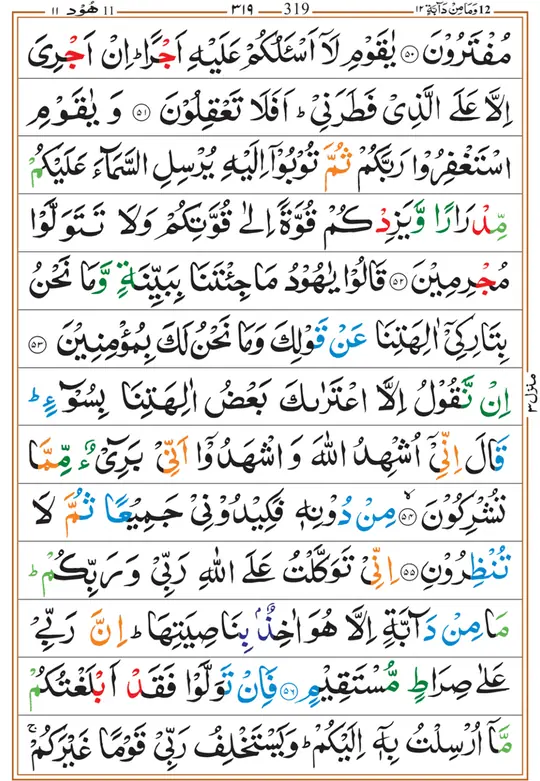 12 وَمَا مِنْ دَآبَّةٍ ١٢ 319 ٣١٩ 11 هُوْد ١١
مُفْتَرُوْنَ ۝٥٠ يٰقَوْمِ لَاۤ اَسْـَٔلُكُمْ عَلَيْهِ اَجْرًا ؕ اِنْ اَجْرِيَ
اِلَّا عَلَى الَّذِيْ فَطَرَنِيْ ؕ اَفَلَا تَعْقِلُوْنَ ۝٥١ وَ يٰقَوْمِ
اسْتَغْفِرُوْا رَبَّكُمْ ثُمَّ تُوْبُوْۤا اِلَيْهِ يُرْسِلِ السَّمَآءَ عَلَيْكُمْ
مِّدْرَارًا وَّيَزِدْكُمْ قُوَّةً اِلٰى قُوَّتِكُمْ وَلَا تَتَوَلَّوْا
مُجْرِمِيْنَ ۝٥٢ قَالُوْا يٰهُوْدُ مَا جِئْتَنَا بِبَيِّنَةٍ وَّمَا نَحْنُ
بِتَارِكِيْۤ اٰلِهَتِنَا عَنْ قَوْلِكَ وَمَا نَحْنُ لَكَ بِمُؤْمِنِيْنَ ۝٥٣
اِنْ نَّقُوْلُ اِلَّا اعْتَرٰىكَ بَعْضُ اٰلِهَتِنَا بِسُوْٓءٍ ؕ
قَالَ اِنِّيْۤ اُشْهِدُ اللّٰهَ وَ اشْهَدُوْۤا اَنِّيْ بَرِيْٓءٌ مِّمَّا
تُشْرِكُوْنَ ۙ۝٥٤ مِنْ دُوْنِهٖ فَكِيْدُوْنِيْ جَمِيْعًا ثُمَّ لَا
تُنْظِرُوْنِ ۝٥٥ اِنِّيْ تَوَكَّلْتُ عَلَى اللّٰهِ رَبِّيْ وَ رَبِّكُمْ ؕ
مَا مِنْ دَآبَّةٍ اِلَّا هُوَ اٰخِذٌۢ بِنَاصِيَتِهَا ؕ اِنَّ رَبِّيْ
عَلٰى صِرَاطٍ مُّسْتَقِيْمٍ ۝٥٦ فَاِنْ تَوَلَّوْا فَقَدْ اَبْلَغْتُكُمْ
مَّاۤ اُرْسِلْتُ بِهٖۤ اِلَيْكُمْ ؕ وَيَسْتَخْلِفُ رَبِّيْ قَوْمًا غَيْرَكُمْ ۚ
منزل ٣